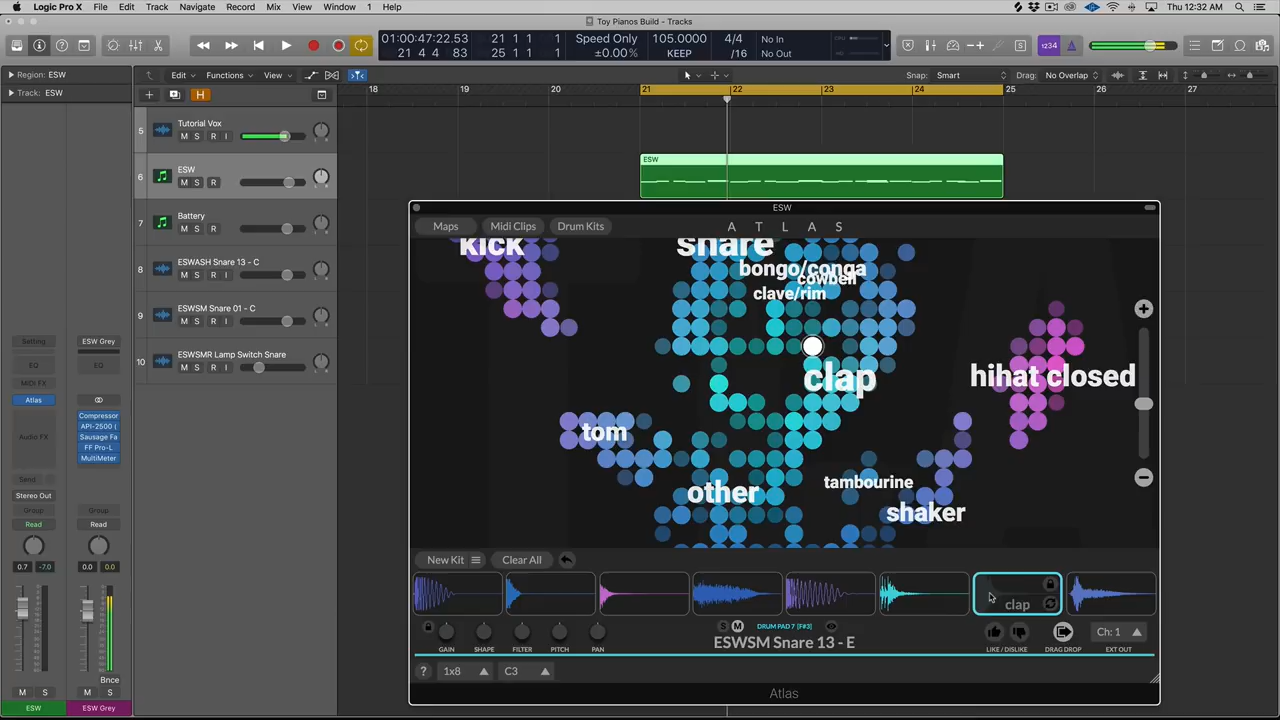 Logic Pro X File Edit Track Navigate Record Mix View Window 1 Help Thu 12:32 AM
Toy Pianos Build - Tracks
01:00:47:22.53 21 1 1 Speed Only 105.0000 4/4 No In CPU
21 4 4 83 25 1 1 ±0.00% KEEP /16 No Out HD
1234
Region: ESW
Edit Functions View Snap: Smart Drag: No Overlap
Track: ESW
H
18 19 20 21 22 23 24 25 26 27
5 Tutorial Vox
M S R I
6 ESW
M S R
ESW
7 Battery
M S R
8 ESWASH Snare 13 - C
M S R I
9 ESWSM Snare 01 - C
M S R I
10 ESWSMR Lamp Switch Snare
M S R I
ESW
Maps Midi Clips Drum Kits A T L A S
kick snare
bongo/conga
cowbell
clave/rim
clap
hihat closed
tom
tambourine
other
shaker
New Kit Clear All
clap
S M DRUM PAD 7 [F#3]
ESWSM Snare 13 - E
Ch: 1
GAIN SHAPE FILTER PITCH PAN LIKE / DISLIKE DRAG DROP EXT OUT
? 1x8 C3
Atlas
Setting ESW Grey
EQ EQ
MIDI FX
Atlas
Compressor
API-2500 (
Audio FX Sausage Fa
FF Pro-L
MultiMeter
Send
Stereo Out
Group Group
Read Read
0.7 -7.0 0.0 0.0
Bnce
M S M S
ESW ESW Grey